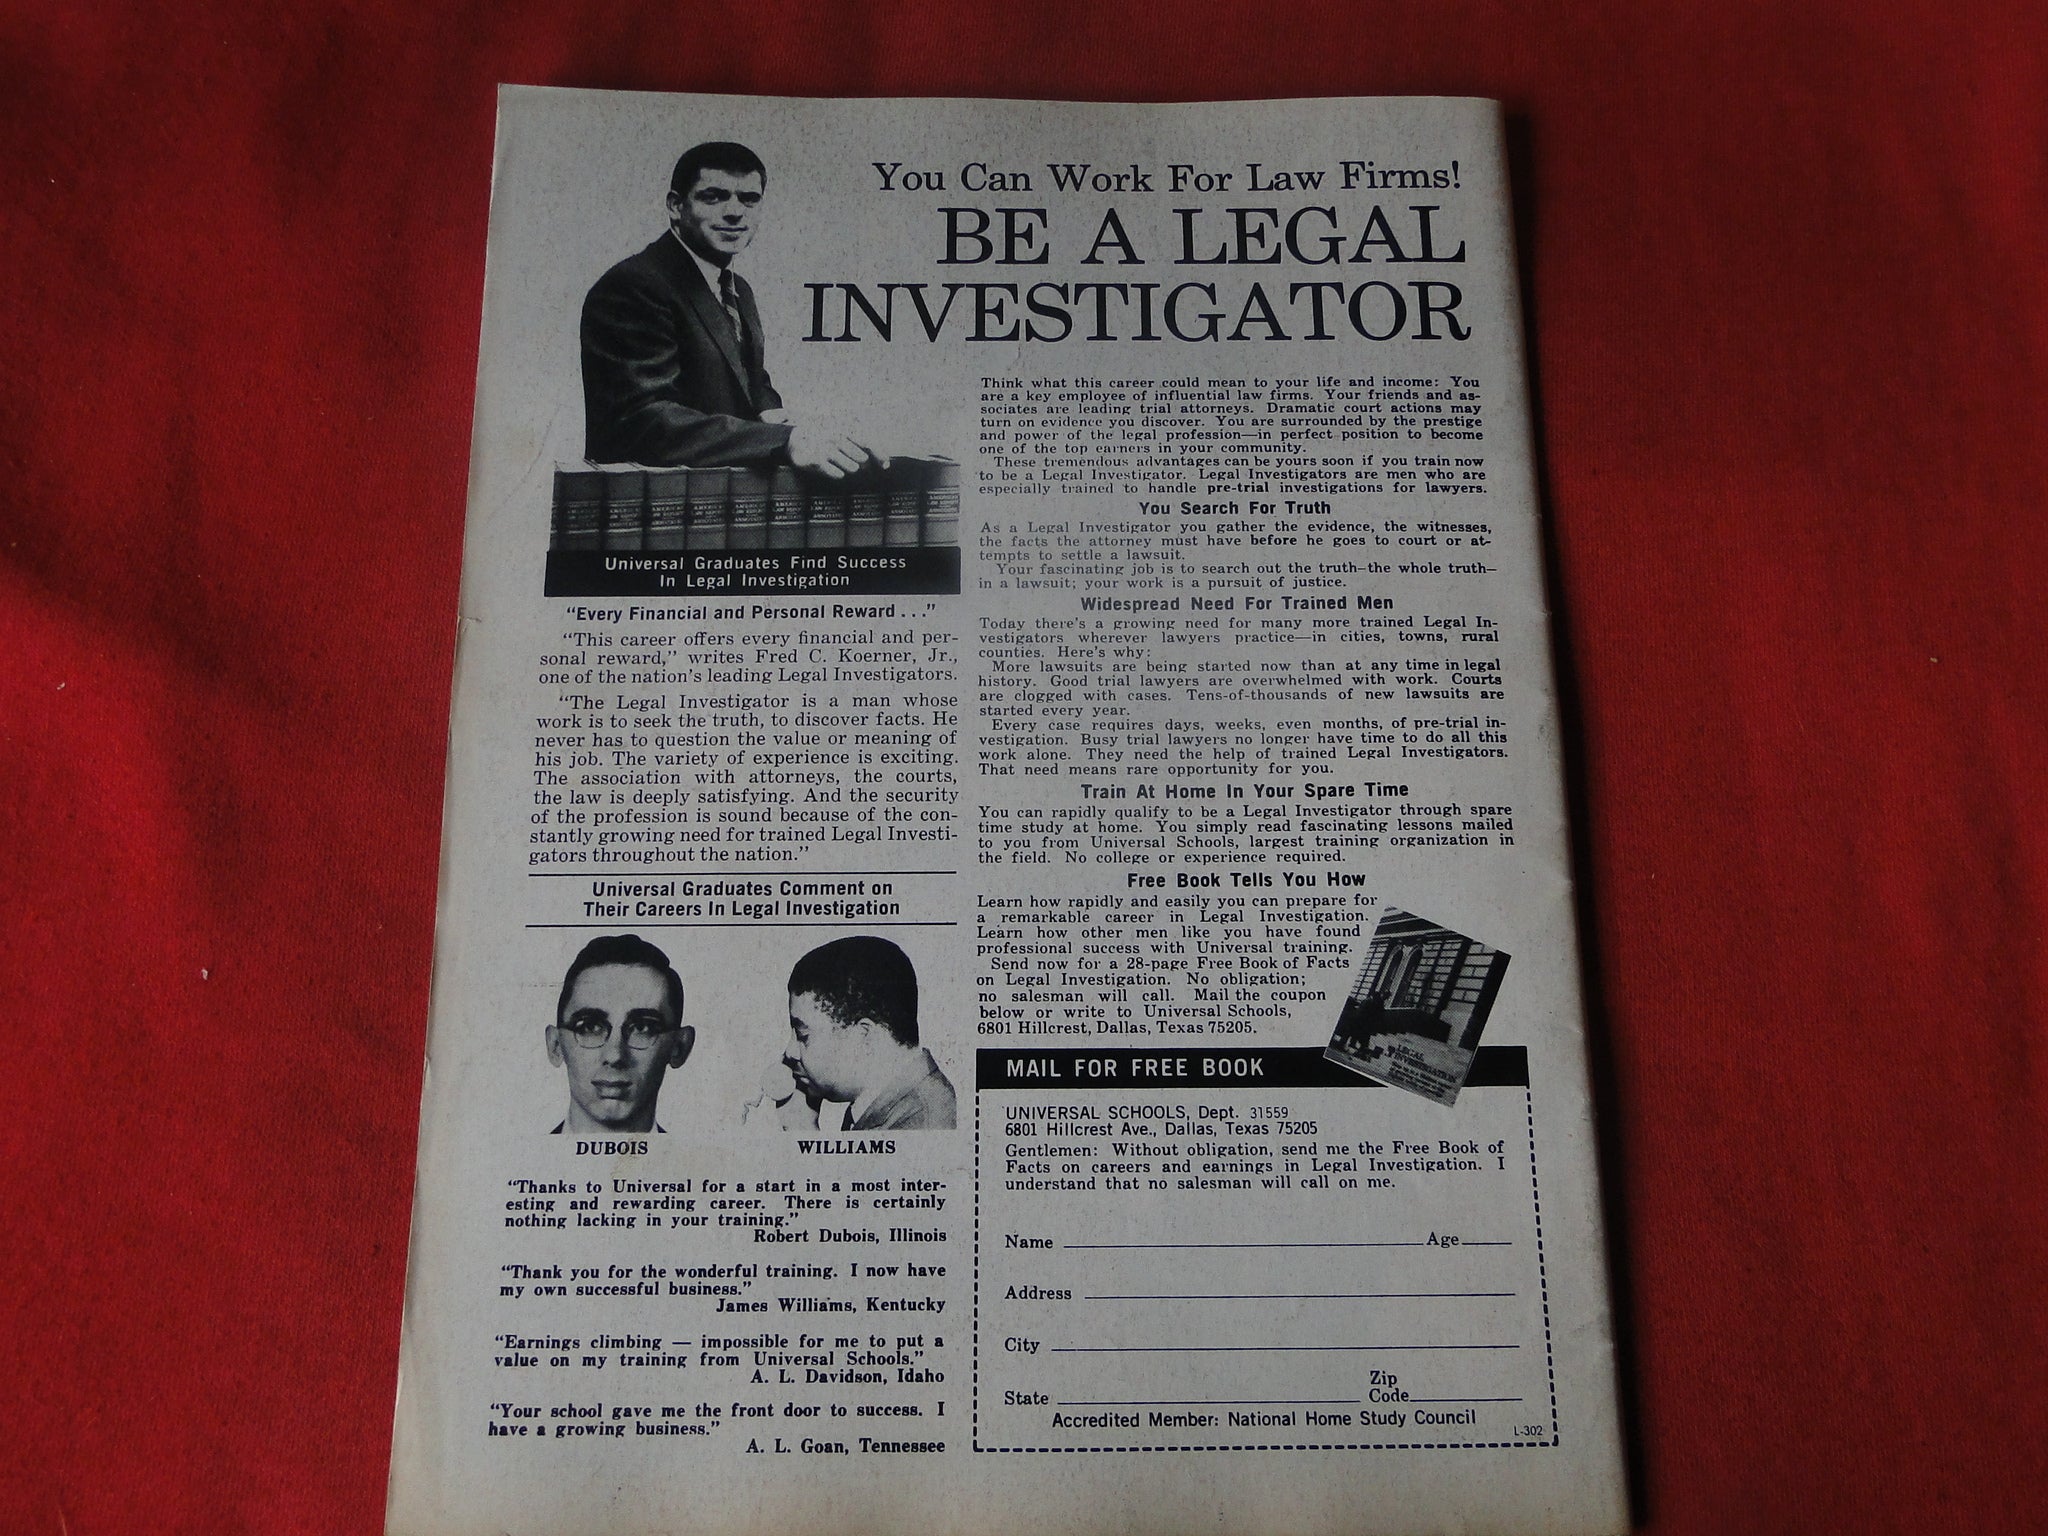 You Can Work For Law Firms!
BE A LEGAL
INVESTIGATOR
Universal Graduates Find Success
In Legal Investigation
"Every Financial and Personal Reward . . ."
"This career offers every financial and per-
sonal reward," writes Fred C. Koerner, Jr.,
one of the nation's leading Legal Investigators.
"The Legal Investigator is a man whose
work is to seek the truth, to discover facts. He
never has to question the value or meaning of
his job. The variety of experience is exciting.
The association with attorneys, the courts,
the law is deeply satisfying. And the security
of the profession is sound because of the con-
stantly growing need for trained Legal Investi-
gators throughout the nation."
Universal Graduates Comment on
Their Careers In Legal Investigation
DUBOIS
WILLIAMS
"Thanks to Universal for a start in a most inter-
esting and rewarding career. There is certainly
nothing lacking in your training."
Robert Dubois, Illinois
"Thank you for the wonderful training. I now have
my own successful business."
James Williams, Kentucky
"Earnings climbing — impossible for me to put a
value on my training from Universal Schools."
A. L. Davidson, Idaho
"Your school gave me the front door to success. I
have a growing business."
A. L. Goan, Tennessee
Think what this career could mean to your life and income: You
are a key employee of influential law firms. Your friends and as-
sociates are leading trial attorneys. Dramatic court actions may
turn on evidence you discover. You are surrounded by the prestige
and power of the legal profession—in perfect position to become
one of the top earners in your community.
These tremendous advantages can be yours soon if you train now
to be a Legal Investigator. Legal Investigators are men who are
especially trained to handle pre-trial investigations for lawyers.
You Search For Truth
As a Legal Investigator you gather the evidence, the witnesses,
the facts the attorney must have before he goes to court or at-
tempts to settle a lawsuit.
Your fascinating job is to search out the truth—the whole truth—
in a lawsuit; your work is a pursuit of justice.
Widespread Need For Trained Men
Today there's a growing need for many more trained Legal In-
vestigators wherever lawyers practice—in cities, towns, rural
counties. Here's why:
More lawsuits are being started now than at any time in legal
history. Good trial lawyers are overwhelmed with work. Courts
are clogged with cases. Tens-of-thousands of new lawsuits are
started every year.
Every case requires days, weeks, even months, of pre-trial in-
vestigation. Busy trial lawyers no longer have time to do all this
work alone. They need the help of trained Legal Investigators.
That need means rare opportunity for you.
Train At Home In Your Spare Time
You can rapidly qualify to be a Legal Investigator through spare
time study at home. You simply read fascinating lessons mailed
to you from Universal Schools, largest training organization in
the field. No college or experience required.
Free Book Tells You How
Learn how rapidly and easily you can prepare for
a remarkable career in Legal Investigation.
Learn how other men like you have found
professional success with Universal training.
Send now for a 28-page Free Book of Facts
on Legal Investigation. No obligation;
no salesman will call. Mail the coupon
below or write to Universal Schools,
6801 Hillcrest, Dallas, Texas 75205.
LEGAL
INVESTIGATION
MAIL FOR FREE BOOK
UNIVERSAL SCHOOLS, Dept. 31559
6801 Hillcrest Ave., Dallas, Texas 75205
Gentlemen: Without obligation, send me the Free Book of
Facts on careers and earnings in Legal Investigation. I
understand that no salesman will call on me.
Name Age
Address
City
State Zip Code
Accredited Member: National Home Study Council
L-302